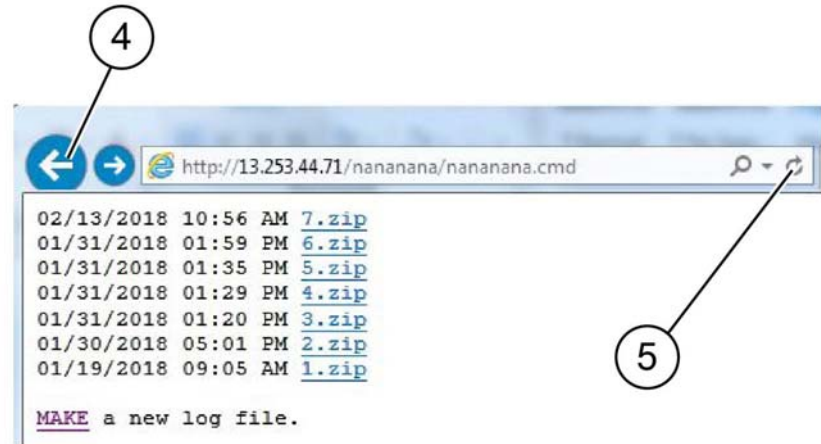 4
http://13.253.44.71/nananana/nananana.cmd
02/13/2018 10:56 AM 7.zip
01/31/2018 01:59 PM 6.zip
01/31/2018 01:35 PM 5.zip
01/31/2018 01:29 PM 4.zip
01/31/2018 01:20 PM 3.zip
01/30/2018 05:01 PM 2.zip
01/19/2018 09:05 AM 1.zip
5
MAKE a new log file.